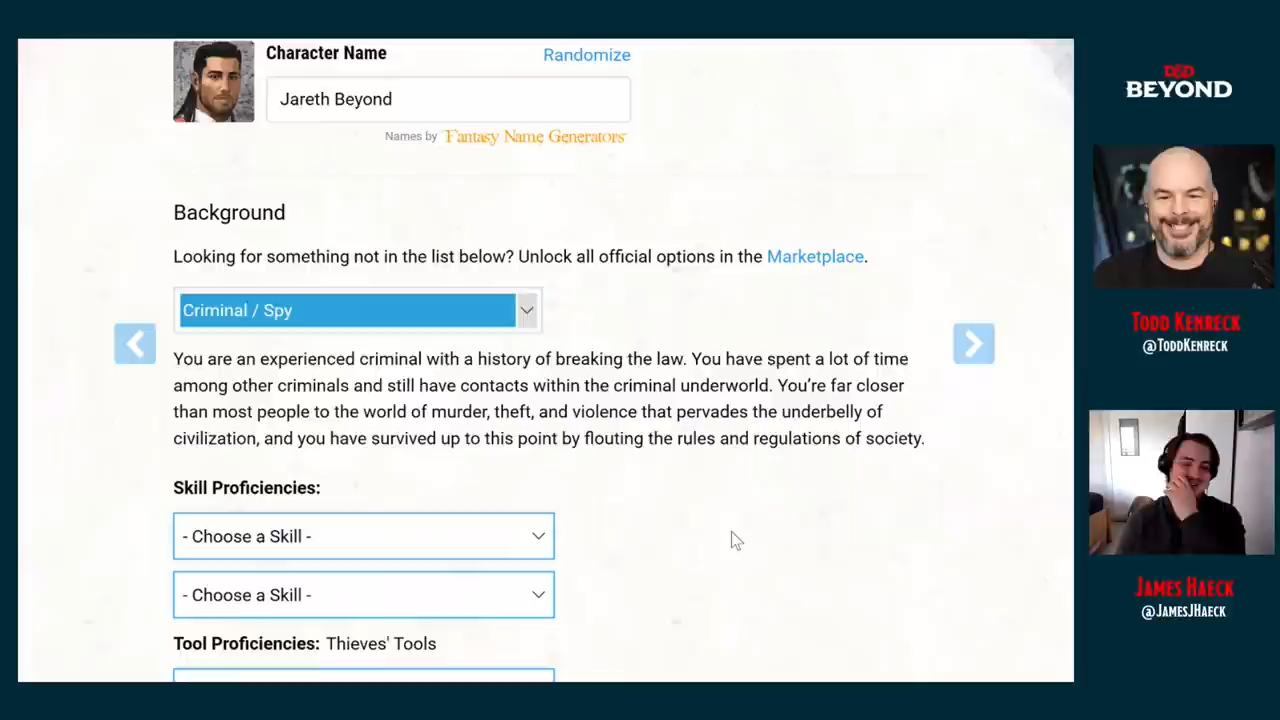 Character Name
Randomize
Jareth Beyond
Names by Fantasy Name Generators
Background
Looking for something not in the list below? Unlock all official options in the Marketplace.
Criminal / Spy
You are an experienced criminal with a history of breaking the law. You have spent a lot of time
among other criminals and still have contacts within the criminal underworld. You’re far closer
than most people to the world of murder, theft, and violence that pervades the underbelly of
civilization, and you have survived up to this point by flouting the rules and regulations of society.
Skill Proficiencies:
- Choose a Skill -
- Choose a Skill -
Tool Proficiencies: Thieves' Tools
D&D
BEYOND
Todd Kenreck
@ToddKenreck
James Haeck
@JamesJHaeck